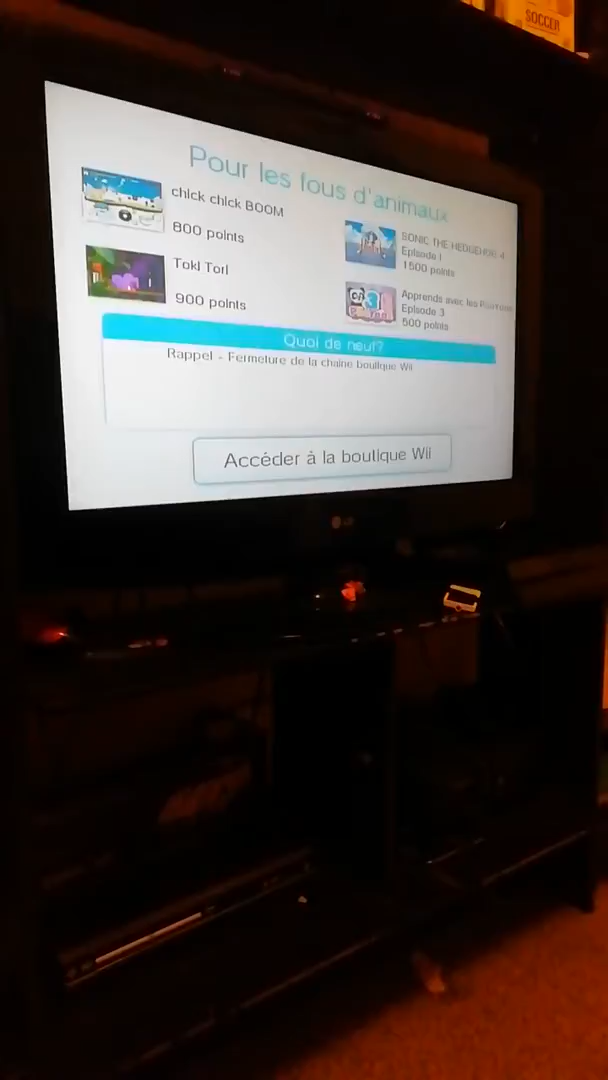 SOCCER
Pour les fous d'animaux
chick chick BOOM
800 points
Toki Tori
900 points
SONIC THE HEDGEHOG 4
Episode I
1500 points
Apprends avec les
Episode 3
500 points
Quoi de neuf?
Rappel - Fermeture de la chaîne boutique Wii
Accéder à la boutique Wii
LG